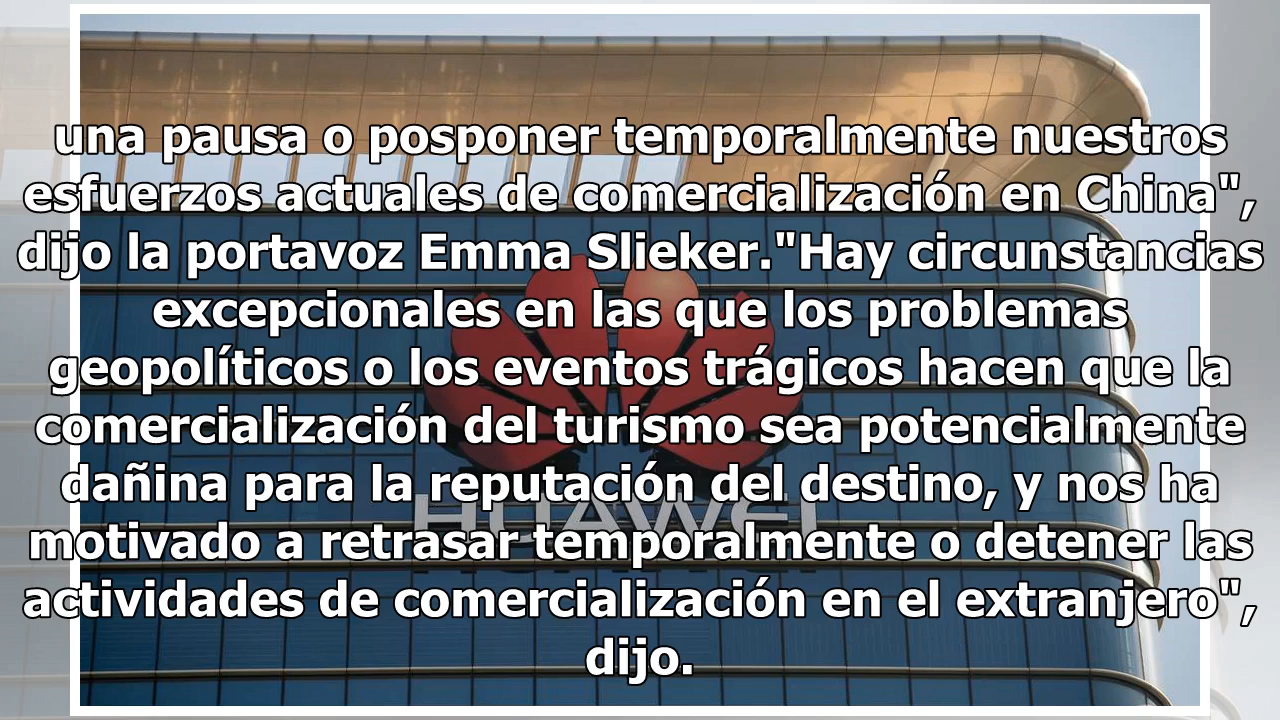 una pausa o posponer temporalmente nuestros
esfuerzos actuales de comercialización en China",
dijo la portavoz Emma Slieker."Hay circunstancias
excepcionales en las que los problemas
geopolíticos o los eventos trágicos hacen que la
comercialización del turismo sea potencialmente
dañina para la reputación del destino, y nos ha
motivado a retrasar temporalmente o detener las
actividades de comercialización en el extranjero",
dijo.
HUAWEI